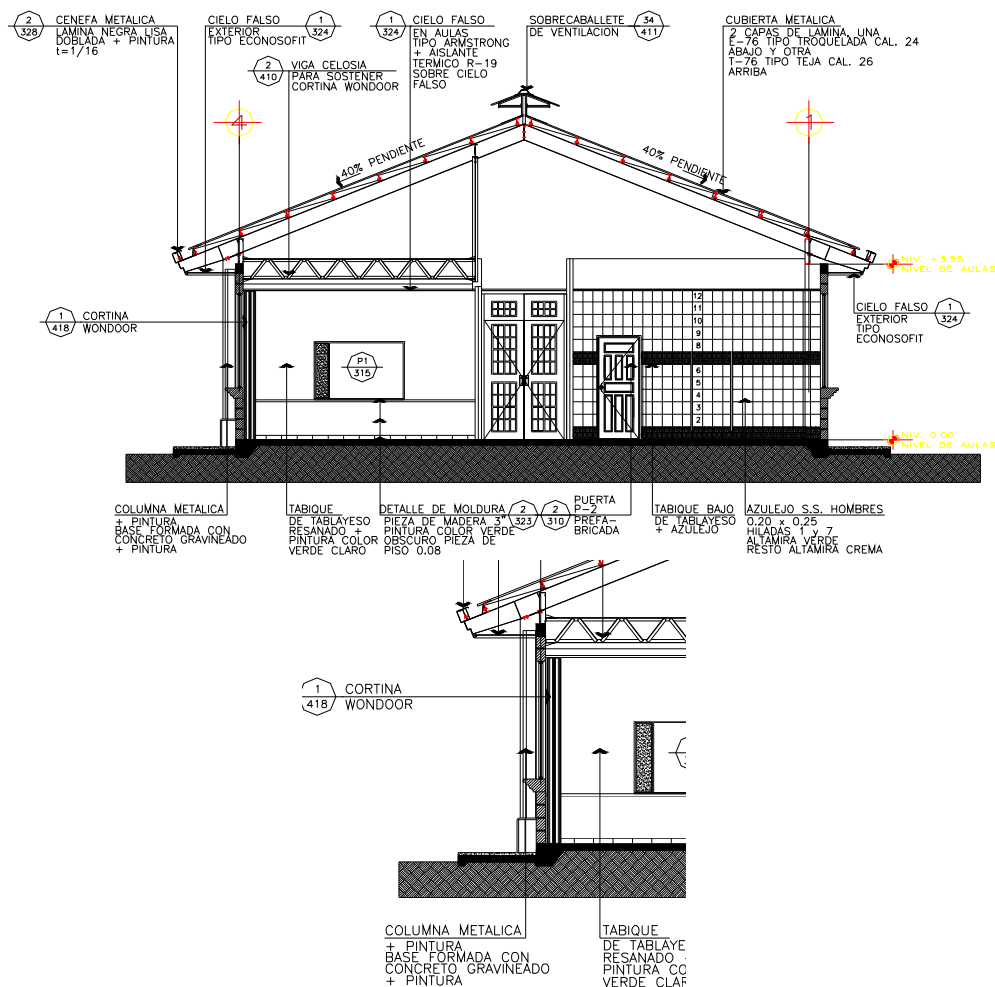 2
328
CENEFA METALICA
LAMINA NEGRA LISA
DOBLADA + PINTURA
t=1/16
CIELO FALSO
EXTERIOR
TIPO ECONOSOFIT
1
324
2
410
VIGA CELOSIA
PARA SOSTENER
CORTINA WONDOOR
1
324
CIELO FALSO
EN AULAS
TIPO ARMSTRONG
+ AISLANTE
TERMICO R-19
SOBRE CIELO
FALSO
SOBRECABALLETE
DE VENTILACION
34
411
CUBIERTA METALICA
2 CAPAS DE LAMINA, UNA
E-76 TIPO TROQUELADA CAL. 24
ABAJO Y OTRA
T-76 TIPO TEJA CAL. 26
ARRIBA
4
1
40% PENDIENTE
40% PENDIENTE
NIV. +3.95
NIVEL DE AULAS
1
418
CORTINA
WONDOOR
CIELO FALSO
EXTERIOR
TIPO
ECONOSOFIT
1
324
P1
315
12
11
10
9
8
6
5
4
3
2
NIV. 0.00
NIVEL DE AULAS
COLUMNA METALICA
+ PINTURA
BASE FORMADA CON
CONCRETO GRAVINEADO
+ PINTURA
TABIQUE
DE TABLAYESO
RESANADO +
PINTURA COLOR
VERDE CLARO
DETALLE DE MOLDURA
PIEZA DE MADERA 3"
PINTURA COLOR VERDE
OBSCURO PIEZA DE
PISO 0.08
2
323
2
310
PUERTA
P-2
PREFA-
BRICADA
TABIQUE BAJO
DE TABLAYESO
+ AZULEJO
AZULEJO S.S. HOMBRES
0.20 x 0.25
HILADAS 1 y 7
ALTAMIRA VERDE
RESTO ALTAMIRA CREMA
1
418
CORTINA
WONDOOR
COLUMNA METALICA
+ PINTURA
BASE FORMADA CON
CONCRETO GRAVINEADO
+ PINTURA
TABIQUE
DE TABLAYE
RESANADO
PINTURA CO
VERDE CLAR